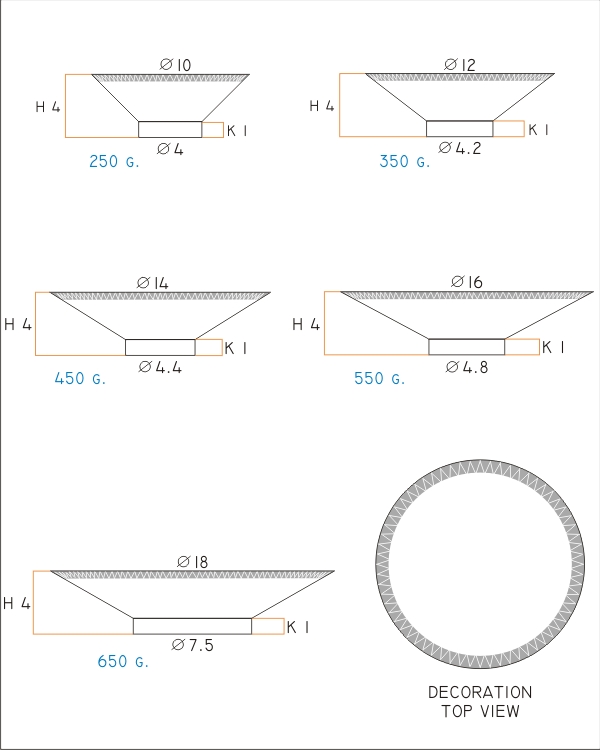 Ø 10
H 4
K 1
Ø 4
250 G.
Ø 12
H 4
K 1
Ø 4.2
350 G.
Ø 14
H 4
K 1
Ø 4.4
450 G.
Ø 16
H 4
K 1
Ø 4.8
550 G.
Ø 18
H 4
K 1
Ø 7.5
650 G.
DECORATION
TOP VIEW